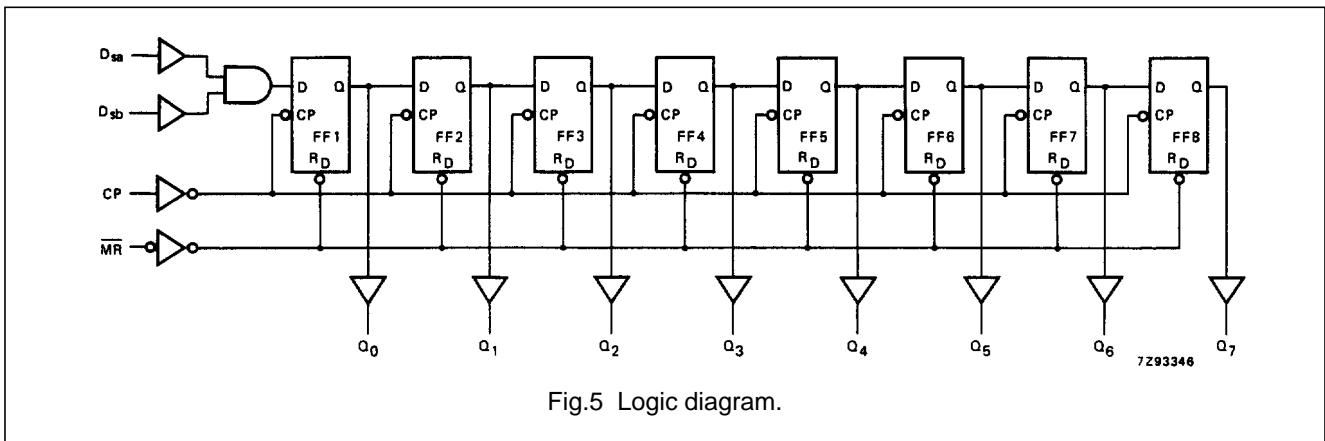 Dsa
Dsb
D Q D Q D Q D Q D Q D Q D Q D Q
CP CP CP CP CP CP CP CP
FF1 FF2 FF3 FF4 FF5 FF6 FF7 FF8
RD RD RD RD RD RD RD RD
CP
MR
Q0 Q1 Q2 Q3 Q4 Q5 Q6 Q7
7Z93346
Fig.5 Logic diagram.